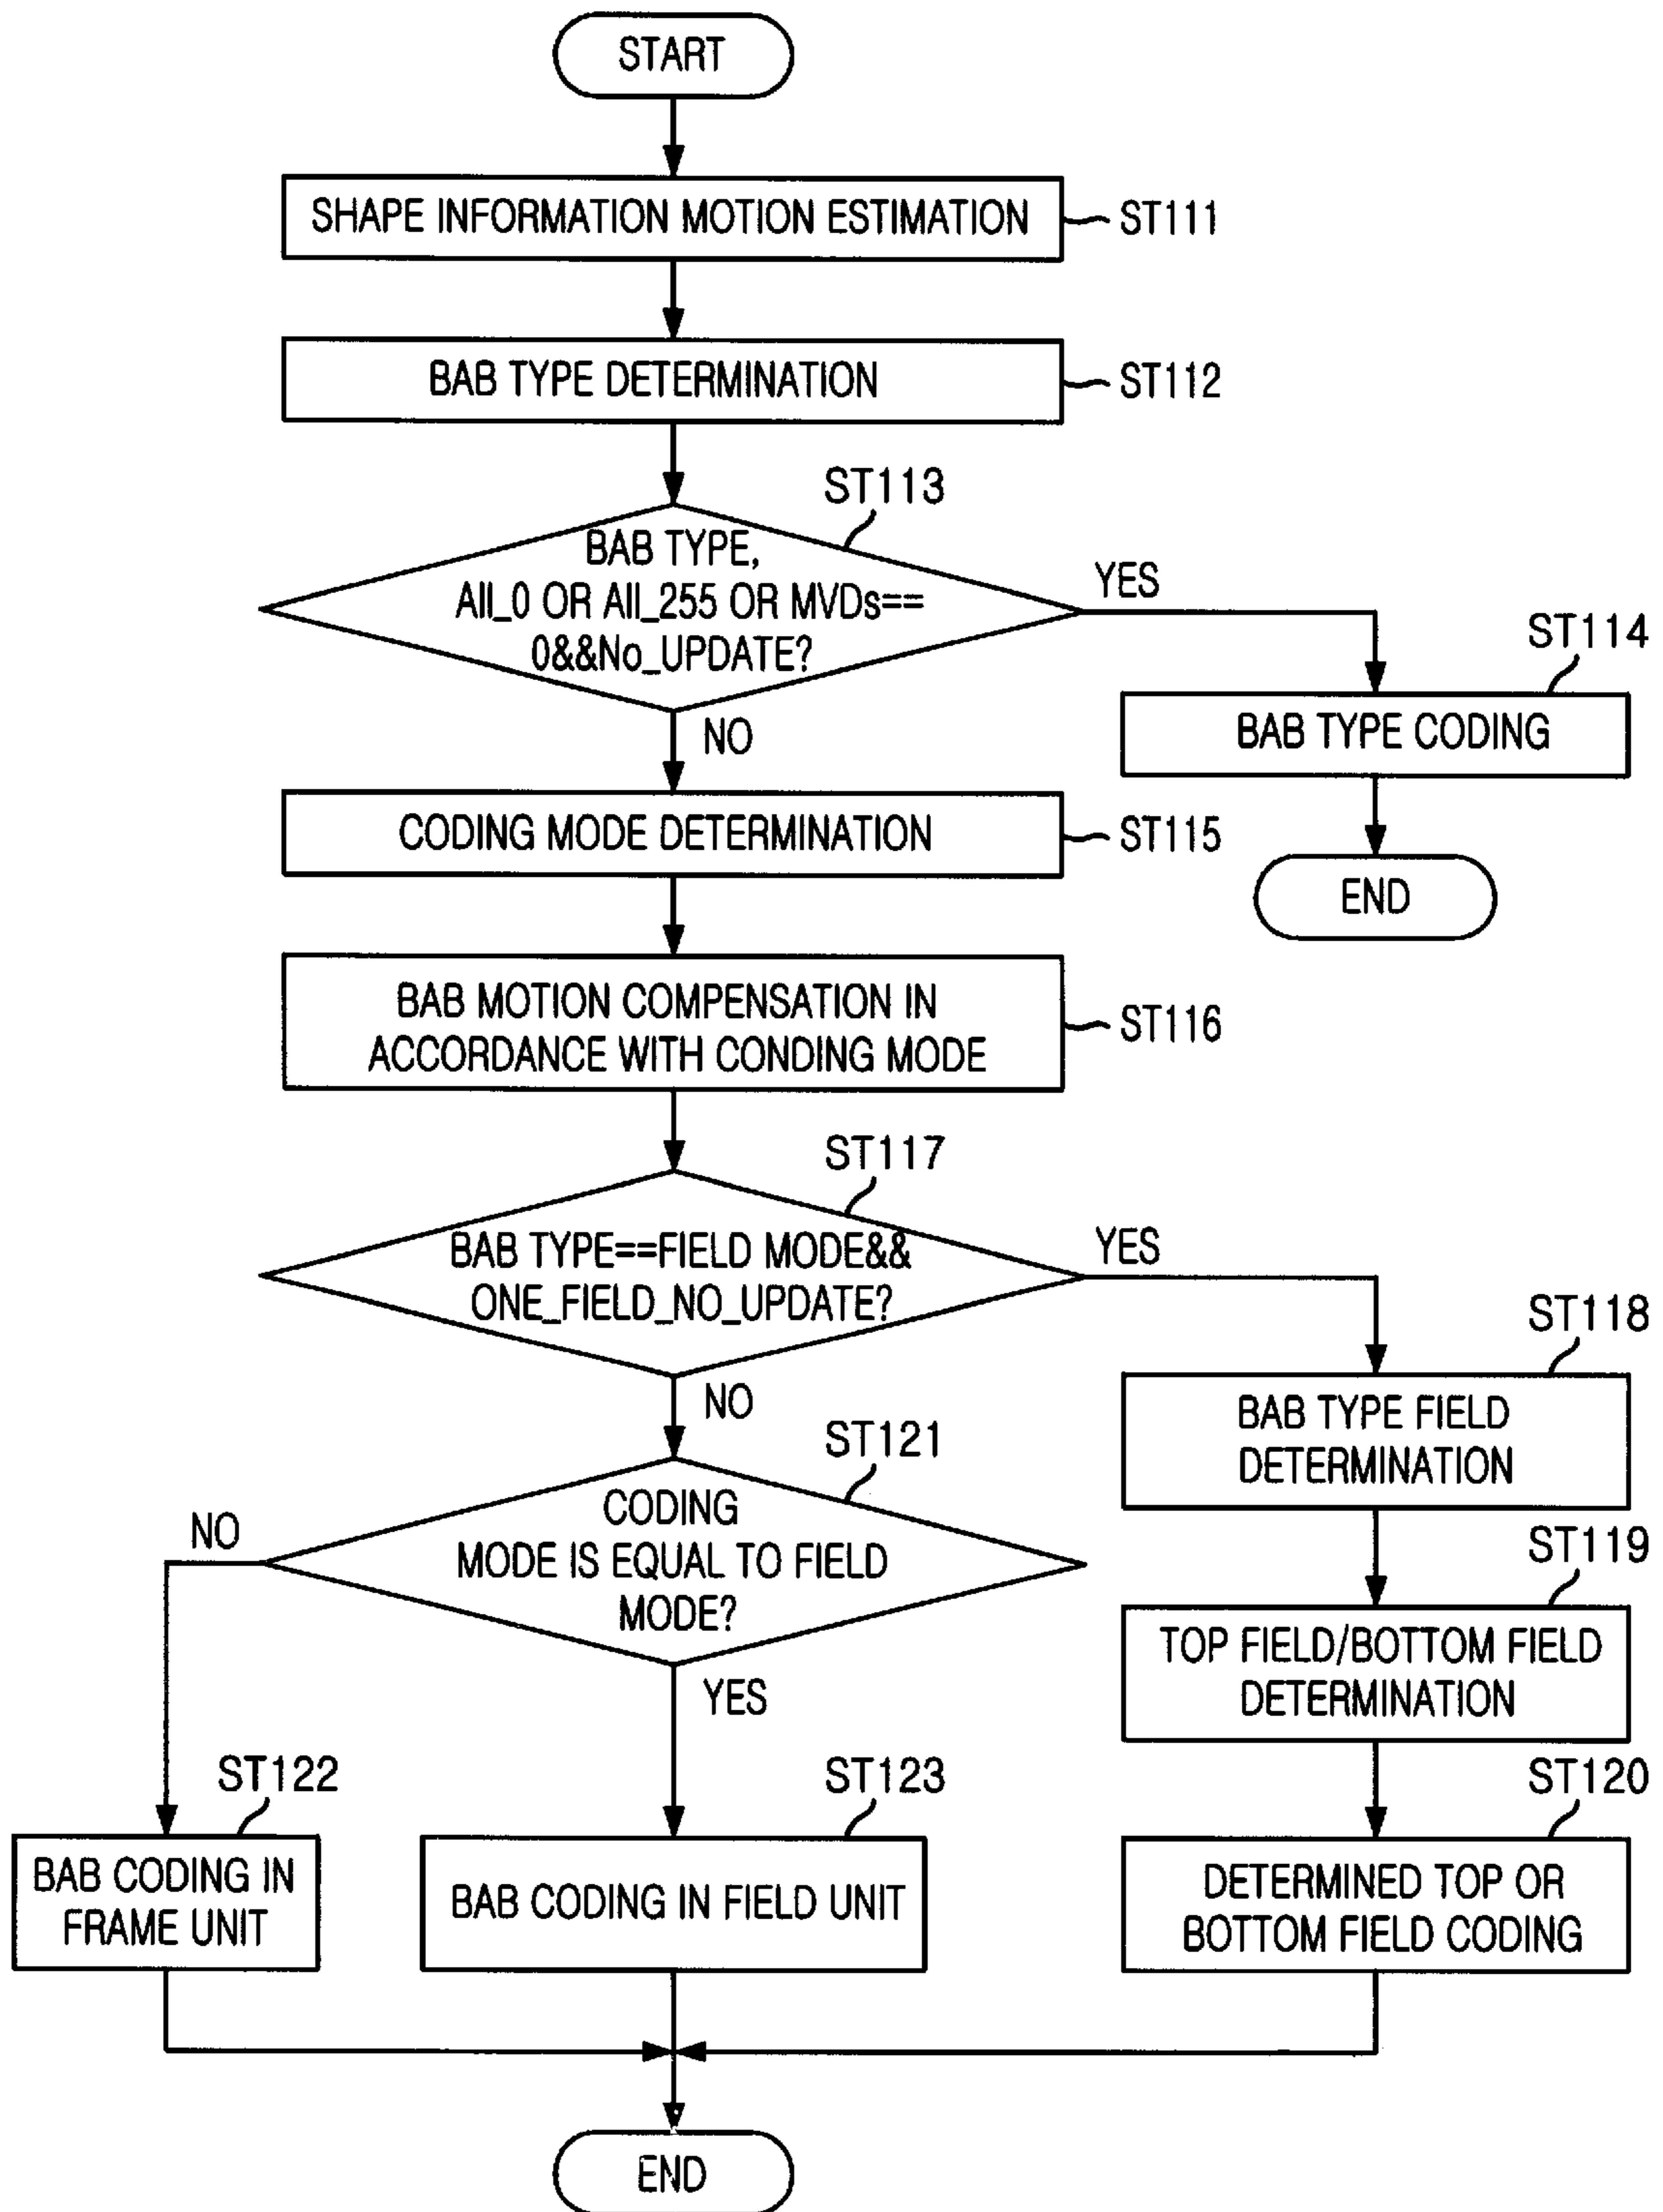 START
SHAPE INFORMATION MOTION ESTIMATION
ST111
BAB TYPE DETERMINATION
ST112
ST113
BAB TYPE,
All_0 OR All_255 OR MVDs==
0&&No_UPDATE?
YES
NO
ST114
BAB TYPE CODING
END
CODING MODE DETERMINATION
ST115
BAB MOTION COMPENSATION IN
ACCORDANCE WITH CONDING MODE
ST116
ST117
BAB TYPE==FIELD MODE&&
ONE_FIELD_NO_UPDATE?
YES
NO
ST118
BAB TYPE FIELD
DETERMINATION
ST119
TOP FIELD/BOTTOM FIELD
DETERMINATION
ST120
DETERMINED TOP OR
BOTTOM FIELD CODING
ST121
CODING
MODE IS EQUAL TO FIELD
MODE?
NO
YES
ST122
BAB CODING IN
FRAME UNIT
ST123
BAB CODING IN FIELD UNIT
END